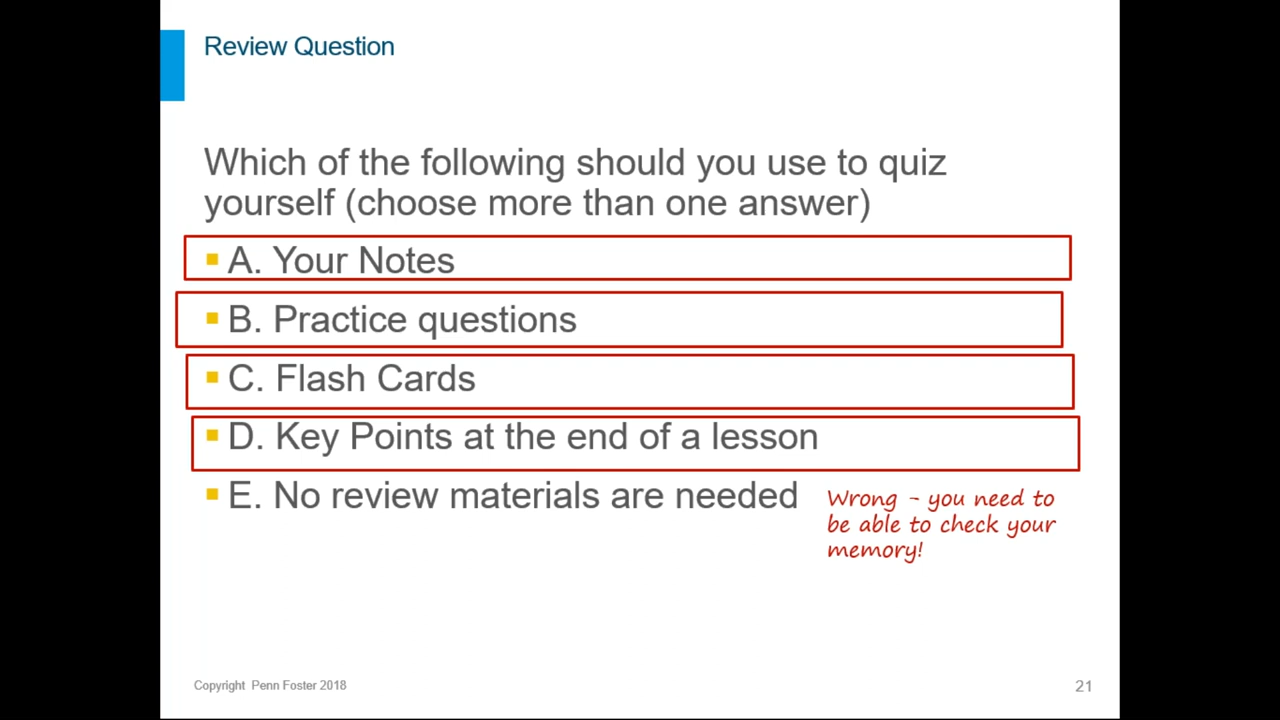 Review Question
Which of the following should you use to quiz
yourself (choose more than one answer)
A. Your Notes
B. Practice questions
C. Flash Cards
D. Key Points at the end of a lesson
E. No review materials are needed
Wrong - you need to
be able to check your
memory!
Copyright Penn Foster 2018
21